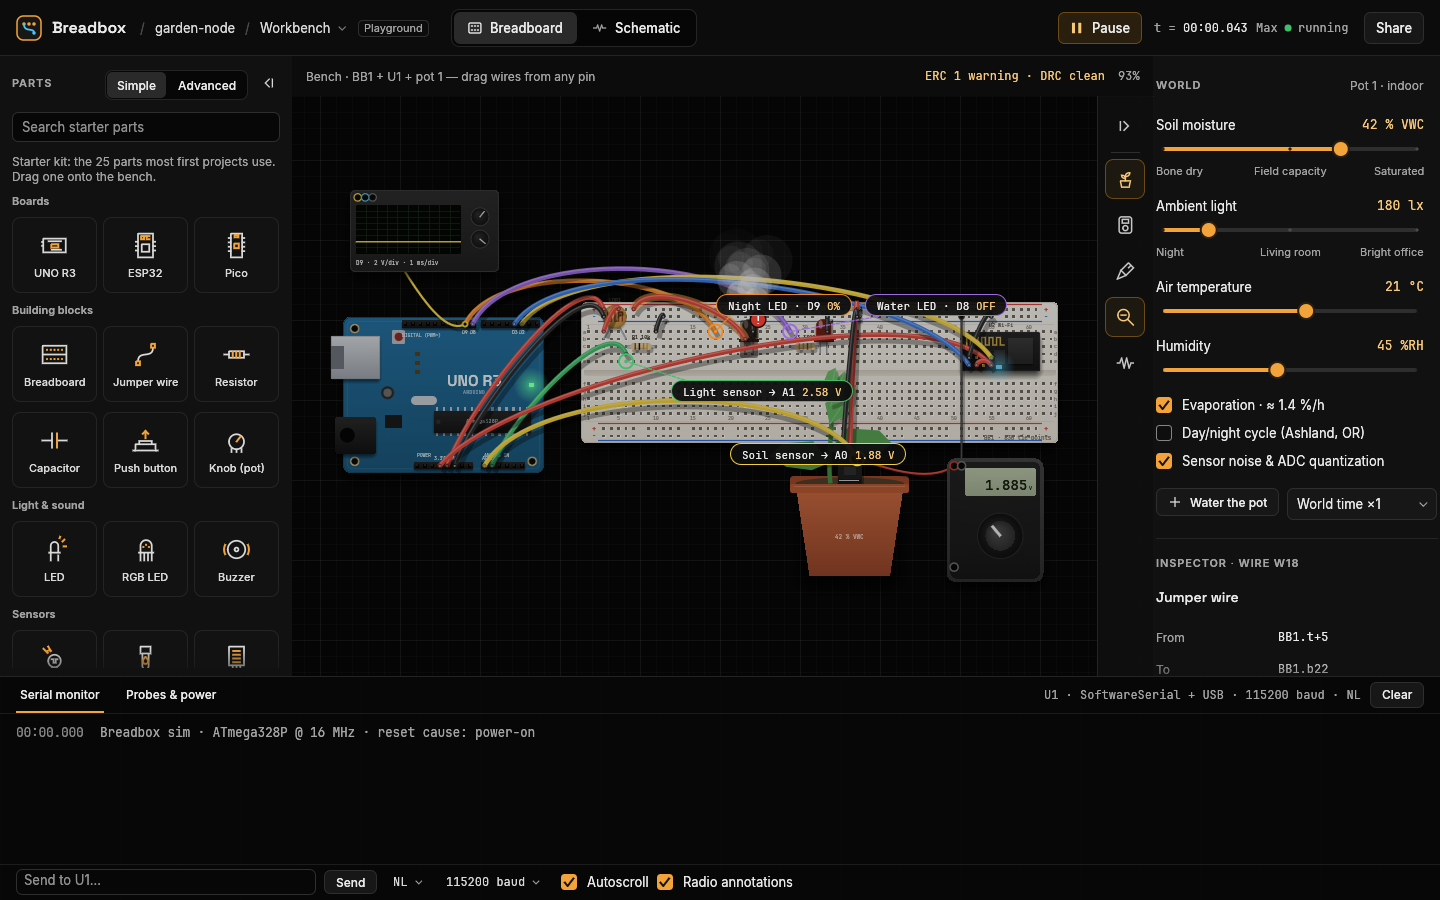 Breadbox / garden-node / Workbench Playground
Breadboard Schematic
Pause t = 00:00.043 Max running Share
PARTS Simple Advanced
Search starter parts
Starter kit: the 25 parts most first projects use.
Drag one onto the bench.
Boards
UNO R3 ESP32 Pico
Building blocks
Breadboard Jumper wire Resistor
Capacitor Push button Knob (pot)
Light & sound
LED RGB LED Buzzer
Sensors
Bench · BB1 + U1 + pot 1 — drag wires from any pin
ERC 1 warning · DRC clean 93%
D9 · 2 V/div · 1 ms/div
Night LED · D9 0%
Water LED · D8 OFF
UNO R3
Light sensor → A1 2.58 V
Soil sensor → A0 1.88 V
POWER
42 % VWC
1.885 v
WORLD Pot 1 · indoor
Soil moisture 42 % VWC
Bone dry Field capacity Saturated
Ambient light 180 lx
Night Living room Bright office
Air temperature 21 °C
Humidity 45 %RH
Evaporation · ≈ 1.4 %/h
Day/night cycle (Ashland, OR)
Sensor noise & ADC quantization
Water the pot World time ×1
INSPECTOR · WIRE W18
Jumper wire
From BB1.t+5
To BB1.b22
Serial monitor Probes & power
U1 · SoftwareSerial + USB · 115200 baud · NL Clear
00:00.000 Breadbox sim · ATmega328P @ 16 MHz · reset cause: power-on
Send to U1... Send NL 115200 baud Autoscroll Radio annotations